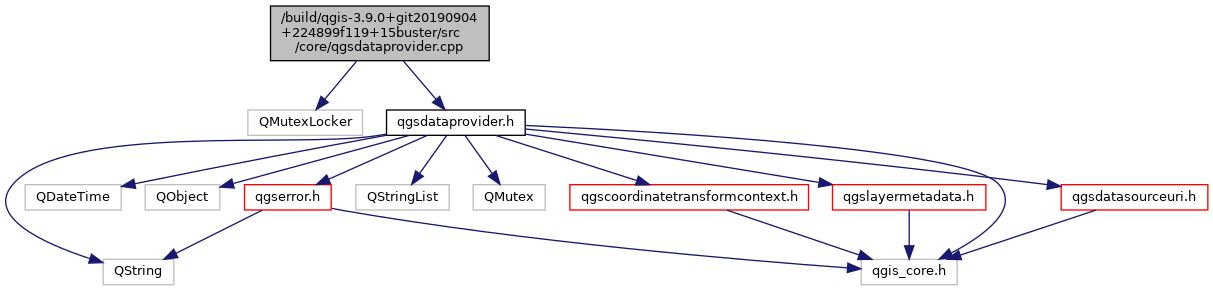 /build/qgis-3.9.0+git20190904
+224899f119+15buster/src
/core/qgsdataprovider.cpp
QMutexLocker
qgsdataprovider.h
QDateTime
QObject
qgserror.h
QStringList
QMutex
qgscoordinatetransformcontext.h
qgslayermetadata.h
qgsdatasourceuri.h
QString
qgis_core.h